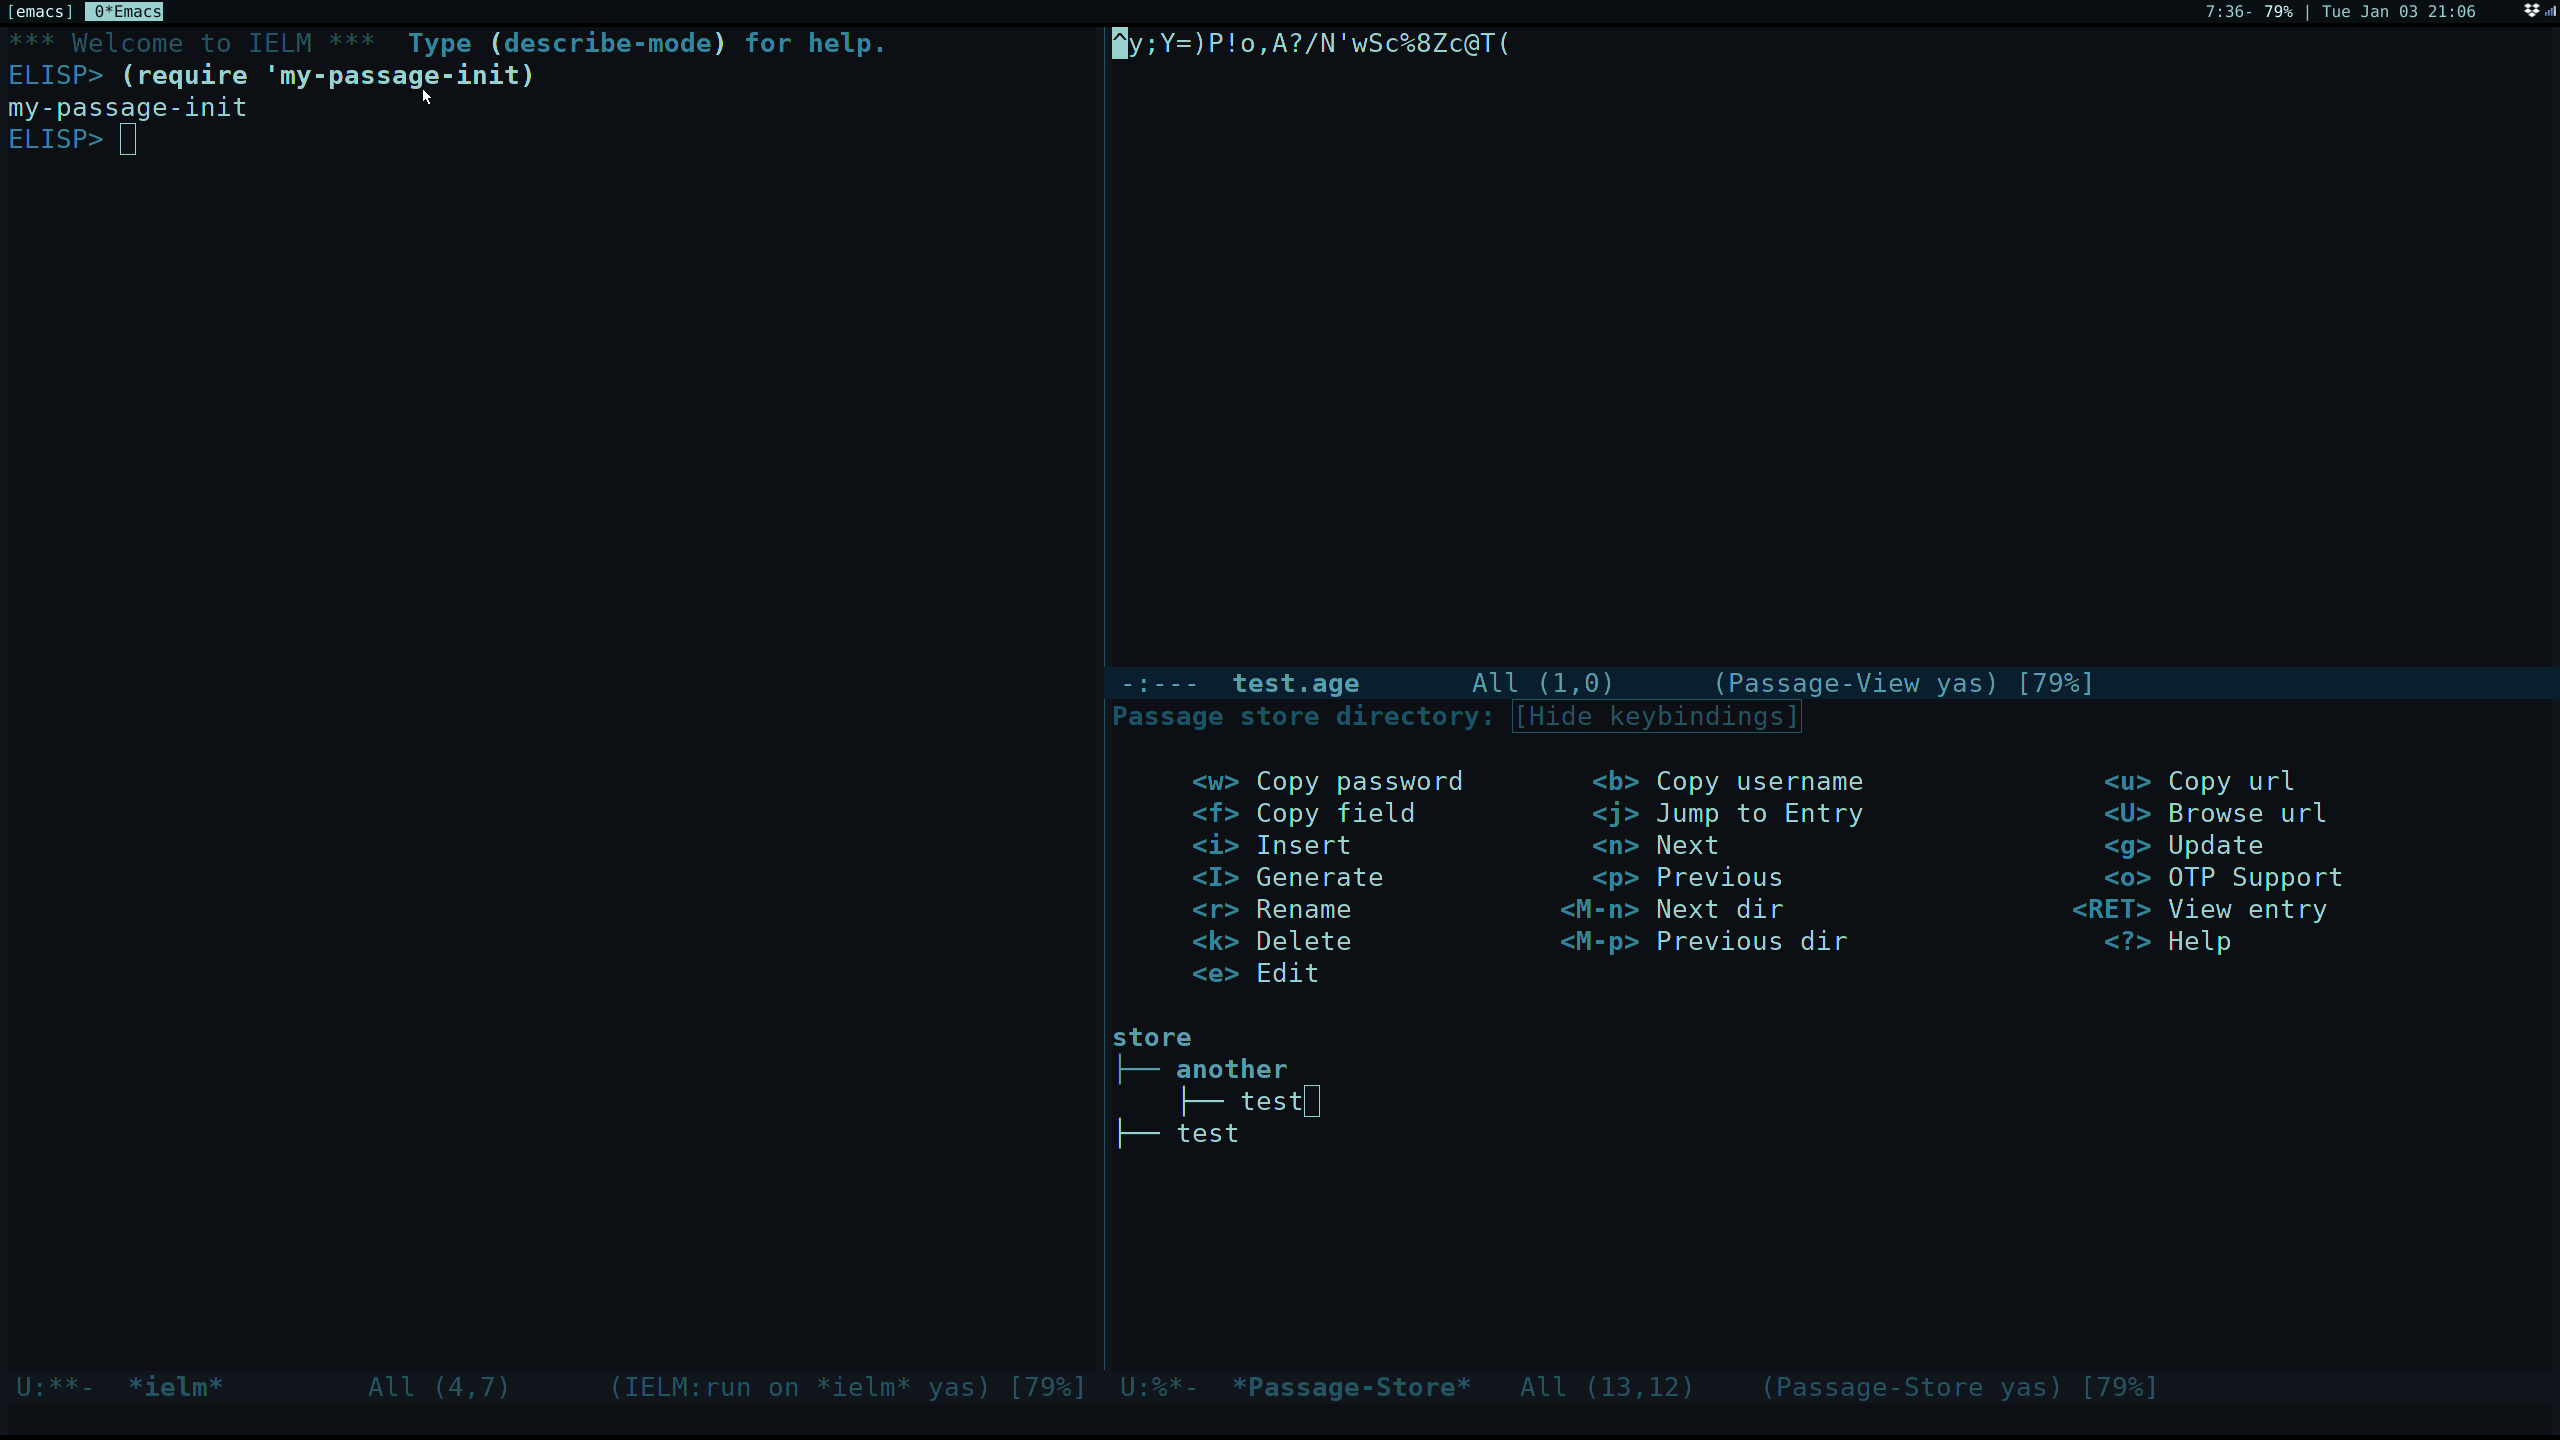 [emacs] 0*Emacs 7:36- 79% | Tue Jan 03 21:06
*** Welcome to IELM ***  Type (describe-mode) for help.
ELISP> (require 'my-passage-init)
my-passage-init
ELISP>
^y;Y=)P!o,A?/N'wSc%8Zc@T(
-:---  test.age       All (1,0)      (Passage-View yas) [79%]
Passage store directory: [Hide keybindings]
<w> Copy password        <b> Copy username               <u> Copy url
<f> Copy field           <j> Jump to Entry               <U> Browse url
<i> Insert               <n> Next                        <g> Update
<I> Generate             <p> Previous                    <o> OTP Support
<r> Rename             <M-n> Next dir                  <RET> View entry
<k> Delete             <M-p> Previous dir                <?> Help
<e> Edit
store
├── another
    ├── test
├── test
U:**-  *ielm*         All (4,7)      (IELM:run on *ielm* yas) [79%]
U:%*-  *Passage-Store*   All (13,12)    (Passage-Store yas) [79%]